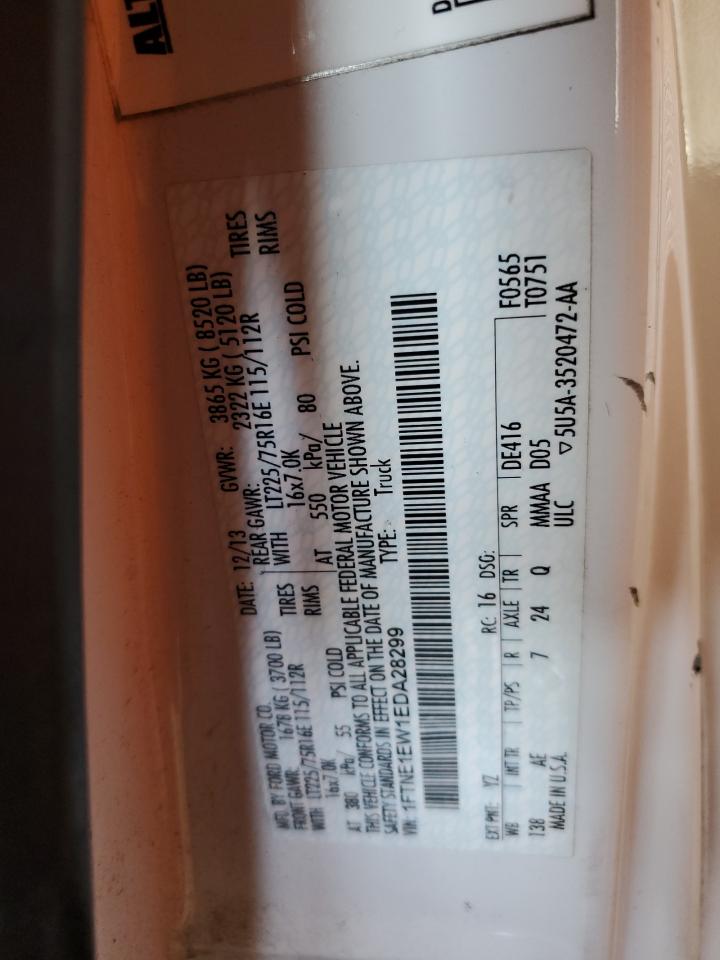 ALT
D
MFD. BY FORD MOTOR CO.
DATE: 12/13 GVWR: 3865 KG ( 8520 LB)
FRONT GAWR: 1678 KG ( 3700 LB) REAR GAWR: 2322 KG ( 5120 LB)
WITH LT225/75R16E 115/112R TIRES WITH LT225/75R16E 115/112R TIRES
16x7.0K RIMS 16x7.0K RIMS
AT 380 kPa/ 55 PSI COLD AT 550 kPa/ 80 PSI COLD
THIS VEHICLE CONFORMS TO ALL APPLICABLE FEDERAL MOTOR VEHICLE
SAFETY STANDARDS IN EFFECT ON THE DATE OF MANUFACTURE SHOWN ABOVE.
VIN: 1FTNE1EW1EDA28299 TYPE: Truck
EXT PNT: YZ RC: 16 DSO: F0565
WB INT TR TP/PS R AXLE TR SPR DE416 T0751
138 AE 7 24 Q MMAA D05
MADE IN U.S.A. ULC ▽5U5A-3520472-AA